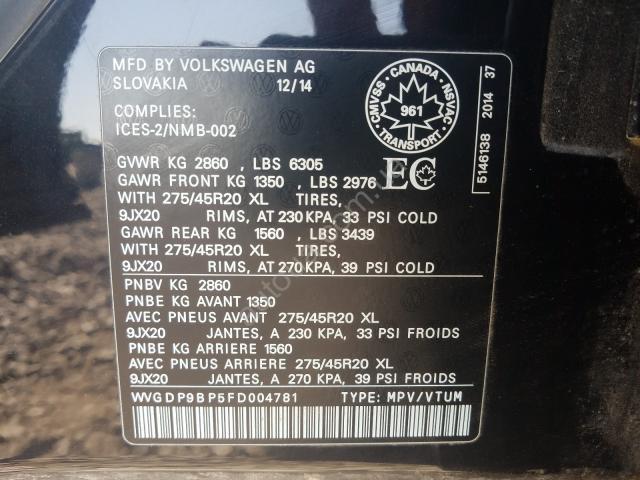 MFD BY VOLKSWAGEN AG
SLOVAKIA 12/14
COMPLIES:
ICES-2/NMB-002
CMVSS CANADA NSVAC
961
TRANSPORT
5146138 2014 37
GVWR KG 2860 , LBS 6305
GAWR FRONT KG 1350 , LBS 2976 EC
WITH 275/45R20 XL TIRES,
9JX20 RIMS, AT 230 KPA, 33 PSI COLD
GAWR REAR KG 1560 , LBS 3439
WITH 275/45R20 XL TIRES,
9JX20 RIMS, AT 270 KPA, 39 PSI COLD
PNBV KG 2860
PNBE KG AVANT 1350
AVEC PNEUS AVANT 275/45R20 XL
9JX20 JANTES, A 230 KPA, 33 PSI FROIDS
PNBE KG ARRIERE 1560
AVEC PNEUS ARRIERE 275/45R20 XL
9JX20 JANTES, A 270 KPA, 39 PSI FROIDS
WVGDP9BP5FD004781 TYPE: MPV/VTUM